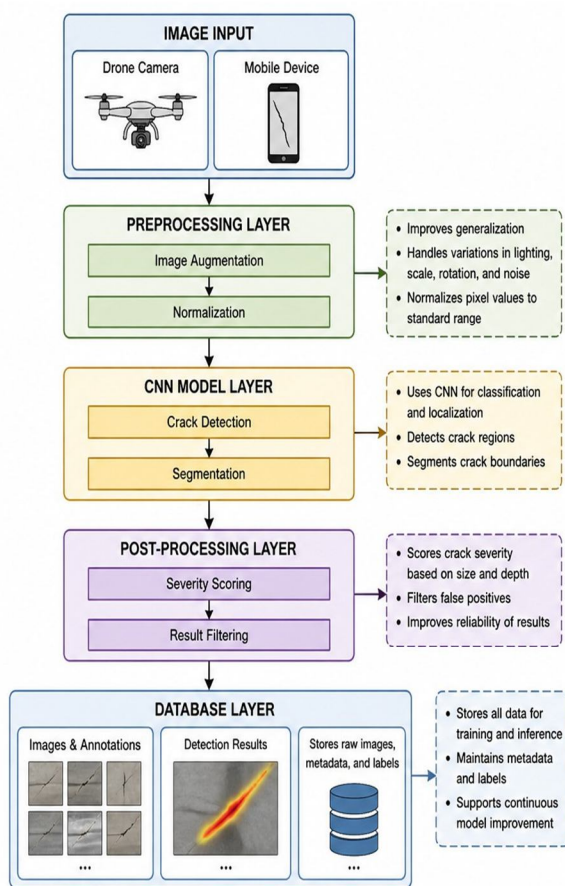 IMAGE INPUT
Drone Camera
Mobile Device
PREPROCESSING LAYER
Image Augmentation
Normalization
• Improves generalization
• Handles variations in lighting,
scale, rotation, and noise
• Normalizes pixel values to
standard range
CNN MODEL LAYER
Crack Detection
Segmentation
• Uses CNN for classification
and localization
• Detects crack regions
• Segments crack boundaries
POST-PROCESSING LAYER
Severity Scoring
Result Filtering
• Scores crack severity
based on size and depth
• Filters false positives
• Improves reliability of results
DATABASE LAYER
Images & Annotations
...
Detection Results
...
Stores raw images,
metadata, and labels
...
• Stores all data for
training and inference
• Maintains metadata
and labels
• Supports continuous
model improvement